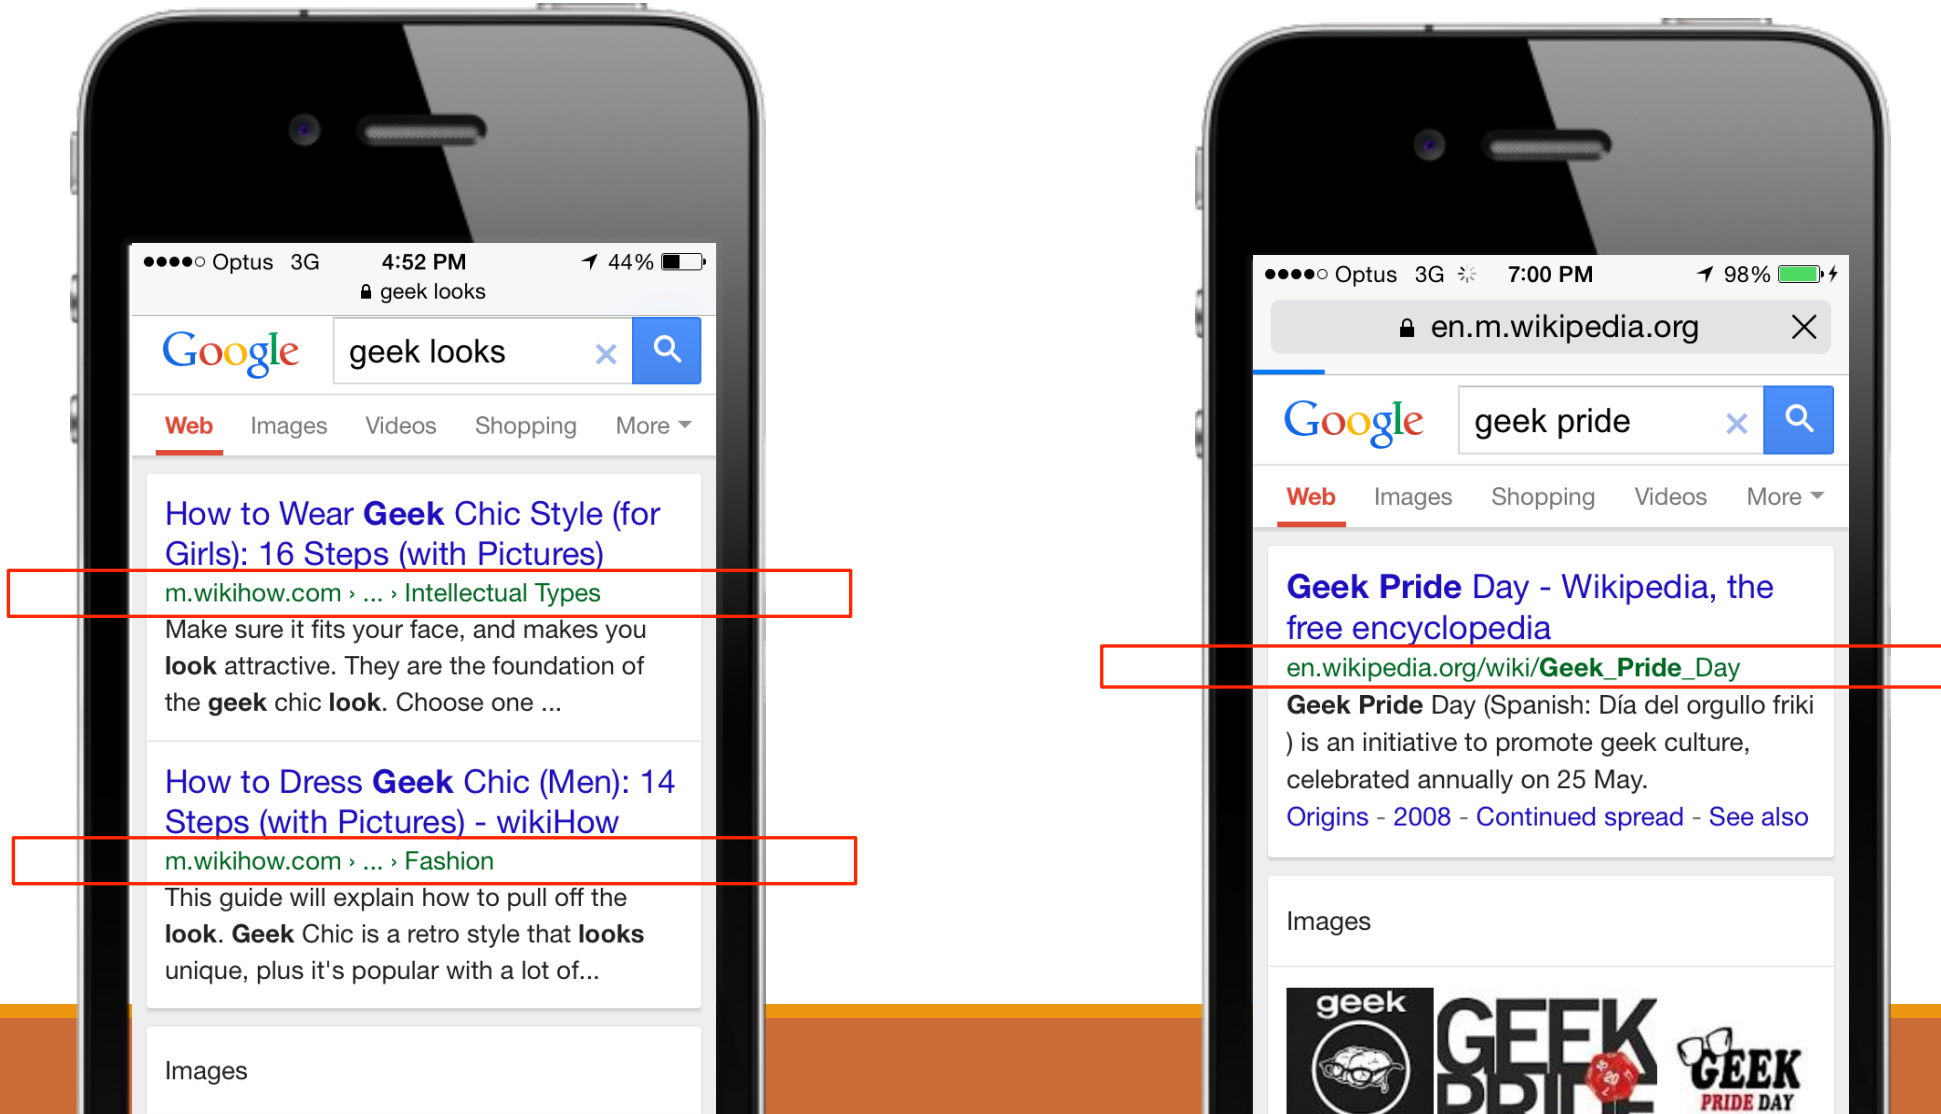 Optus 3G 4:52 PM 44%
geek looks
Google geek looks ×
Web Images Videos Shopping More
How to Wear Geek Chic Style (for
Girls): 16 Steps (with Pictures)
m.wikihow.com › ... › Intellectual Types
Make sure it fits your face, and makes you
look attractive. They are the foundation of
the geek chic look. Choose one ...
How to Dress Geek Chic (Men): 14
Steps (with Pictures) - wikiHow
m.wikihow.com › ... › Fashion
This guide will explain how to pull off the
look. Geek Chic is a retro style that looks
unique, plus it's popular with a lot of...
Images
Optus 3G 7:00 PM 98%
en.m.wikipedia.org
Google geek pride ×
Web Images Shopping Videos More
Geek Pride Day - Wikipedia, the
free encyclopedia
en.wikipedia.org/wiki/Geek_Pride_Day
Geek Pride Day (Spanish: Día del orgullo friki
) is an initiative to promote geek culture,
celebrated annually on 25 May.
Origins - 2008 - Continued spread - See also
Images
geek
GEEK
PRIDE
20
GEEK
PRIDE DAY